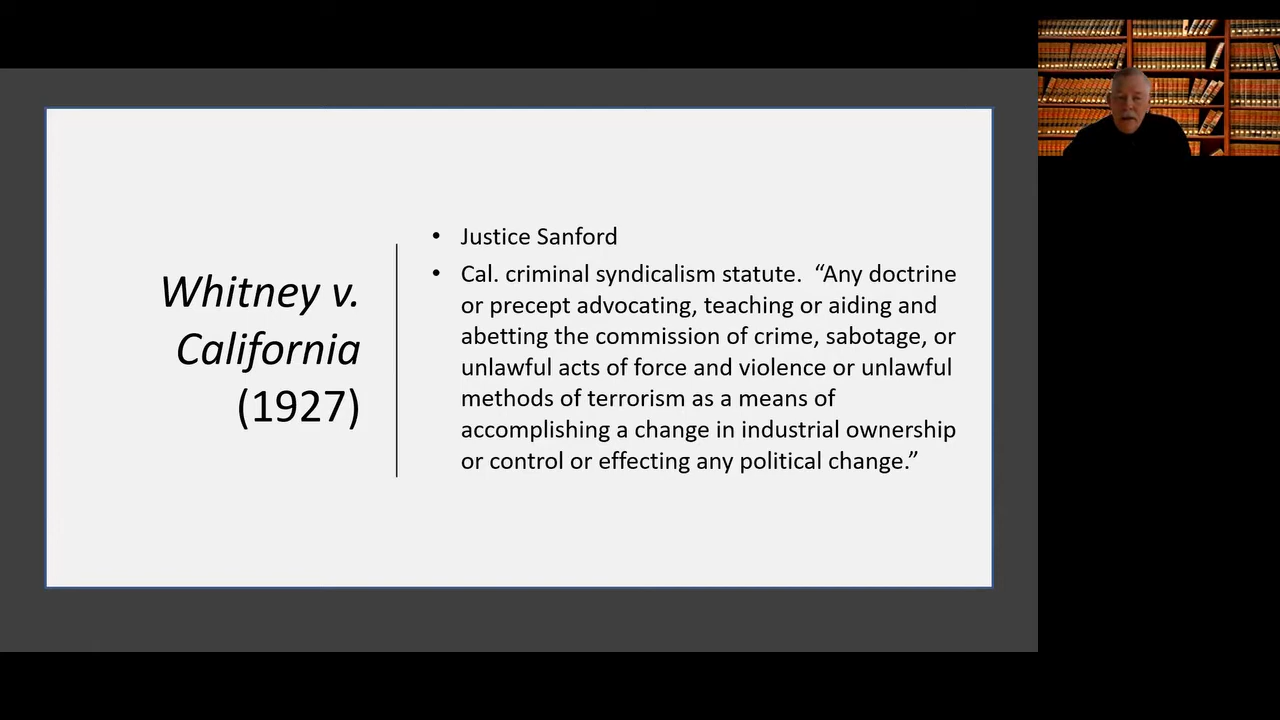 Whitney v.
California
(1927)
• Justice Sanford
• Cal. criminal syndicalism statute.  “Any doctrine
or precept advocating, teaching or aiding and
abetting the commission of crime, sabotage, or
unlawful acts of force and violence or unlawful
methods of terrorism as a means of
accomplishing a change in industrial ownership
or control or effecting any political change.”